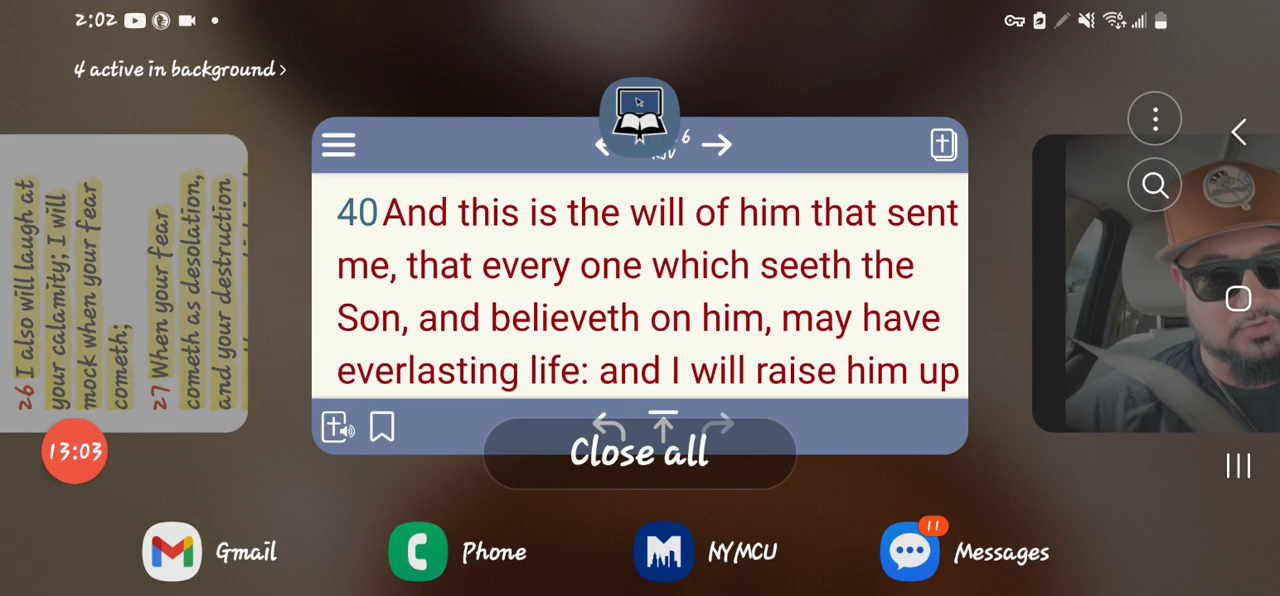 2:02
4 active in background >
26 I also will laugh at
your calamity; I will
mock when your fear
cometh;
27 When your fear
cometh as desolation,
and your destruction
6
KJV
40 And this is the will of him that sent
me, that every one which seeth the
Son, and believeth on him, may have
everlasting life: and I will raise him up
13:03
Close all
Gmail
Phone
NYMCU
11
Messages